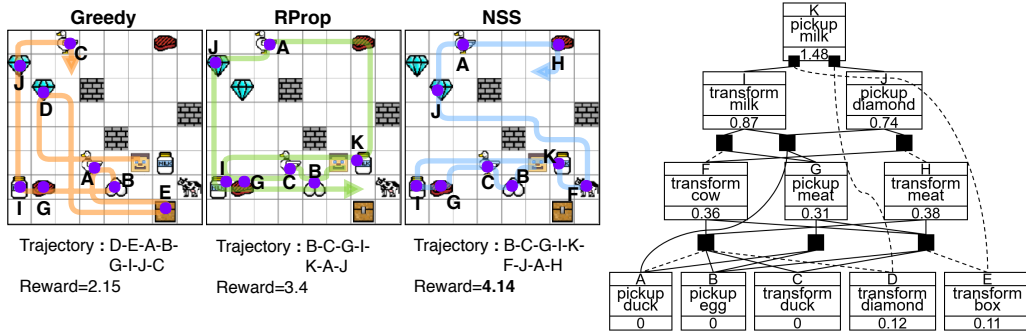 Greedy
C
J
D
A
B
E
I
G
Trajectory : D-E-A-B-
G-I-J-C
Reward=2.15
RProp
J
A
K
I
G
C
B
Trajectory : B-C-G-I-
K-A-J
Reward=3.4
NSS
A
H
J
K
C
B
I
G
F
Trajectory : B-C-G-I-K-
F-J-A-H
Reward=4.14
K
pickup
milk
1.48
I
transform
milk
0.87
J
pickup
diamond
0.74
F
transform
cow
0.36
G
pickup
meat
0.31
H
transform
meat
0.38
A
pickup
duck
0
B
pickup
egg
0
C
transform
duck
0
D
transform
diamond
0.12
E
transform
box
0.11